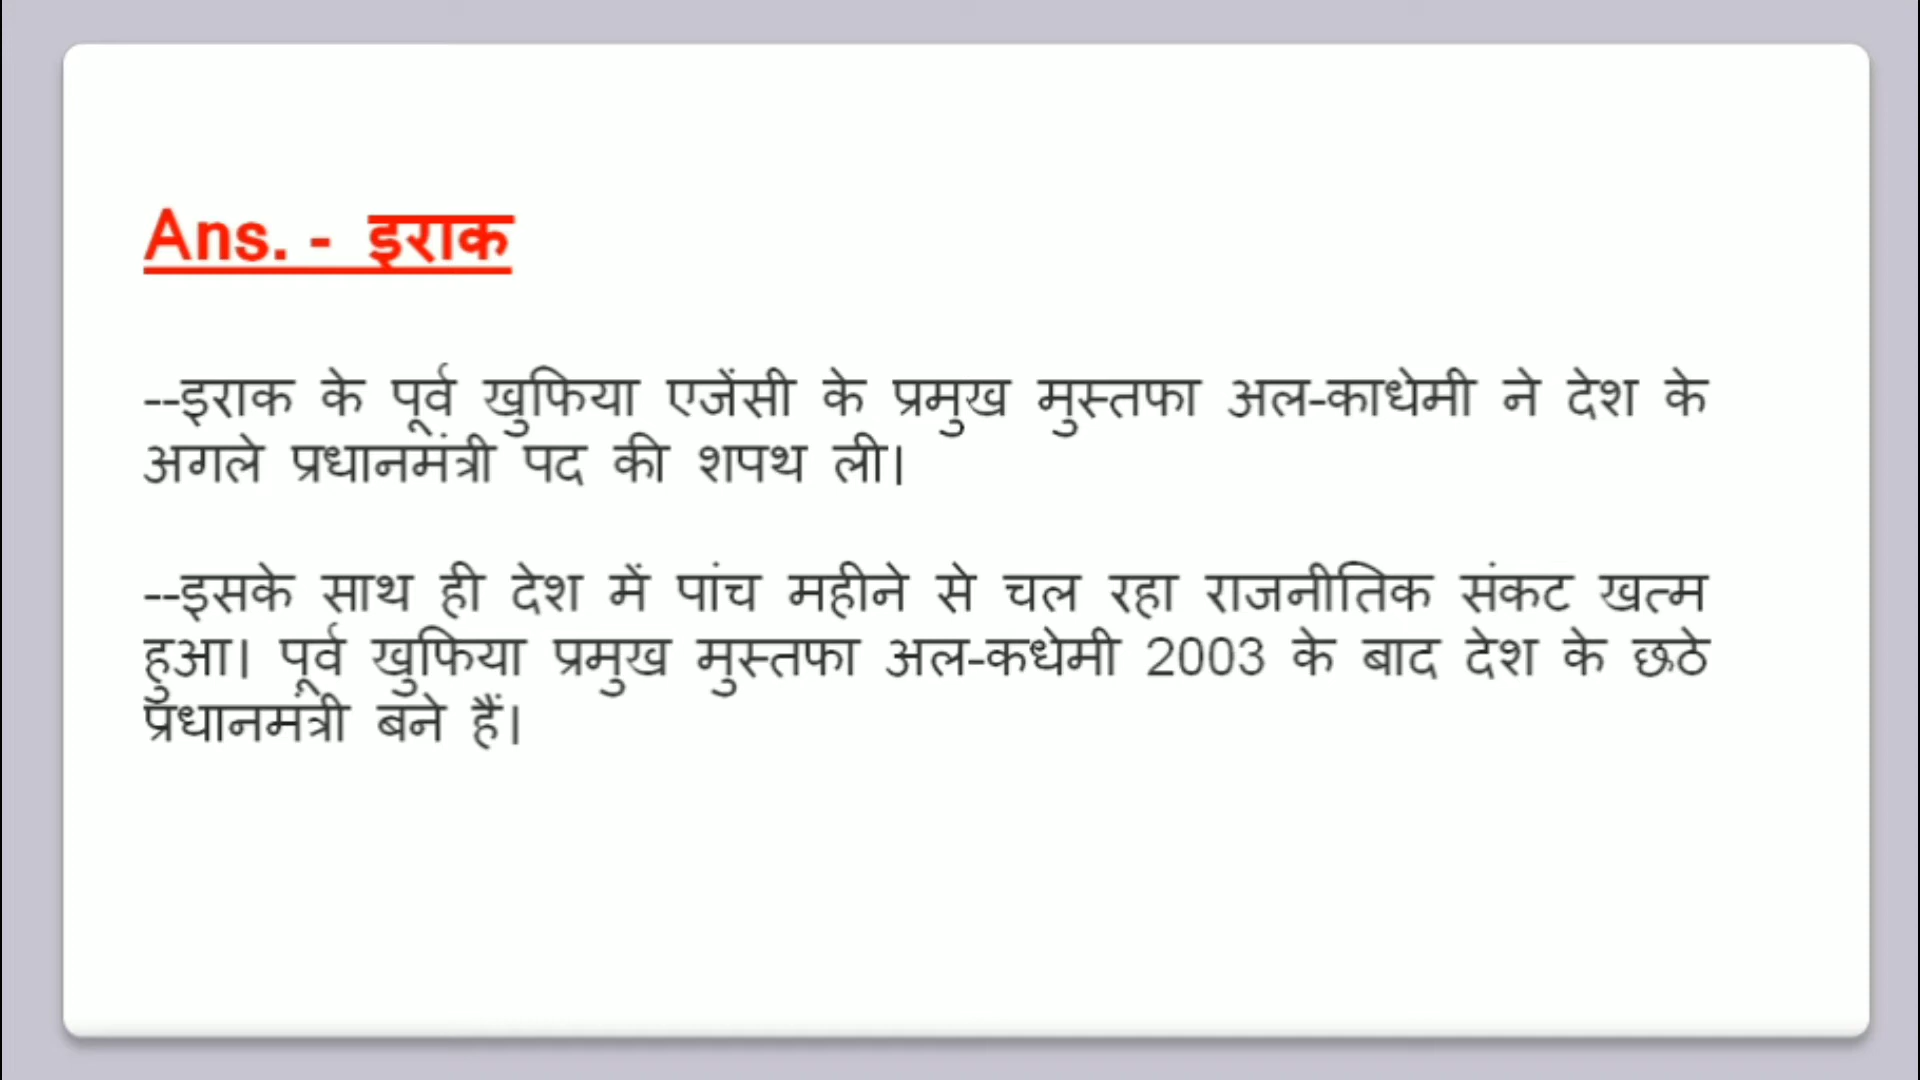 Ans. - इराक
--इराक के पूर्व खुफिया एजेंसी के प्रमुख मुस्तफा अल-काधेमी ने देश के
अगले प्रधानमंत्री पद की शपथ ली।
--इसके साथ ही देश में पांच महीने से चल रहा राजनीतिक संकट खत्म
हुआ। पूर्व खुफिया प्रमुख मुस्तफा अल-कधेमी 2003 के बाद देश के छठे
प्रधानमंत्री बने हैं।